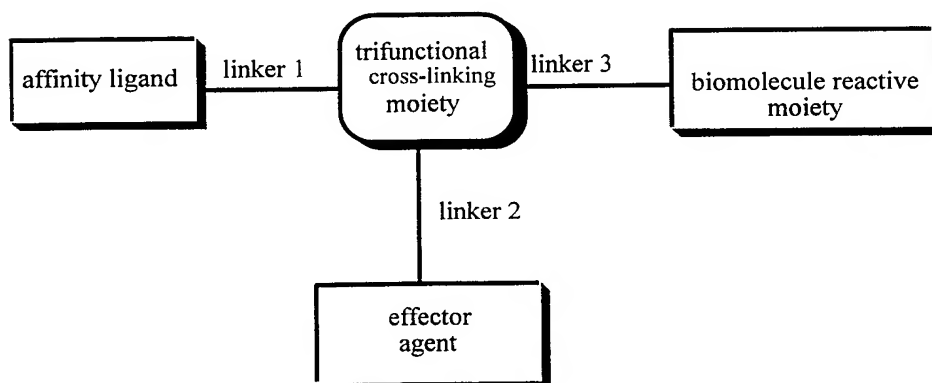 affinity ligand
linker 1
trifunctional
cross-linking
moiety
linker 3
biomolecule reactive
moiety
linker 2
effector
agent